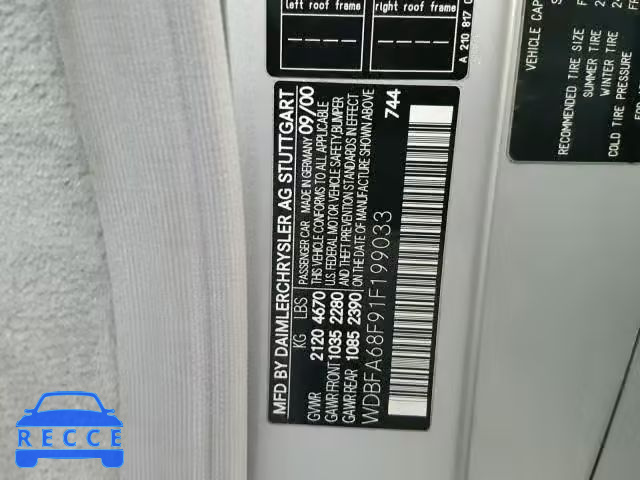 left roof frame
right roof frame
A 210 817
MFD BY DAIMLERCHRYSLER AG STUTTGART
PASSENGER CAR MADE IN GERMANY 09/00
KG LBS THIS VEHICLE CONFORMS TO ALL APPLICABLE
GVWR 2120 4670 U.S. FEDERAL MOTOR VEHICLE SAFETY, BUMPER
GAWR FRONT 1035 2280 AND THEFT PREVENTION STANDARDS IN EFFECT
GAWR REAR 1085 2390 ON THE DATE OF MANUFACTURE SHOWN ABOVE
WDBFA68F91F199033
744
VEHICLE CAP
RECOMMENDED TIRE SIZE
SUMMER TIRE
WINTER TIRE
COLD TIRE PRESSURE
RECCE